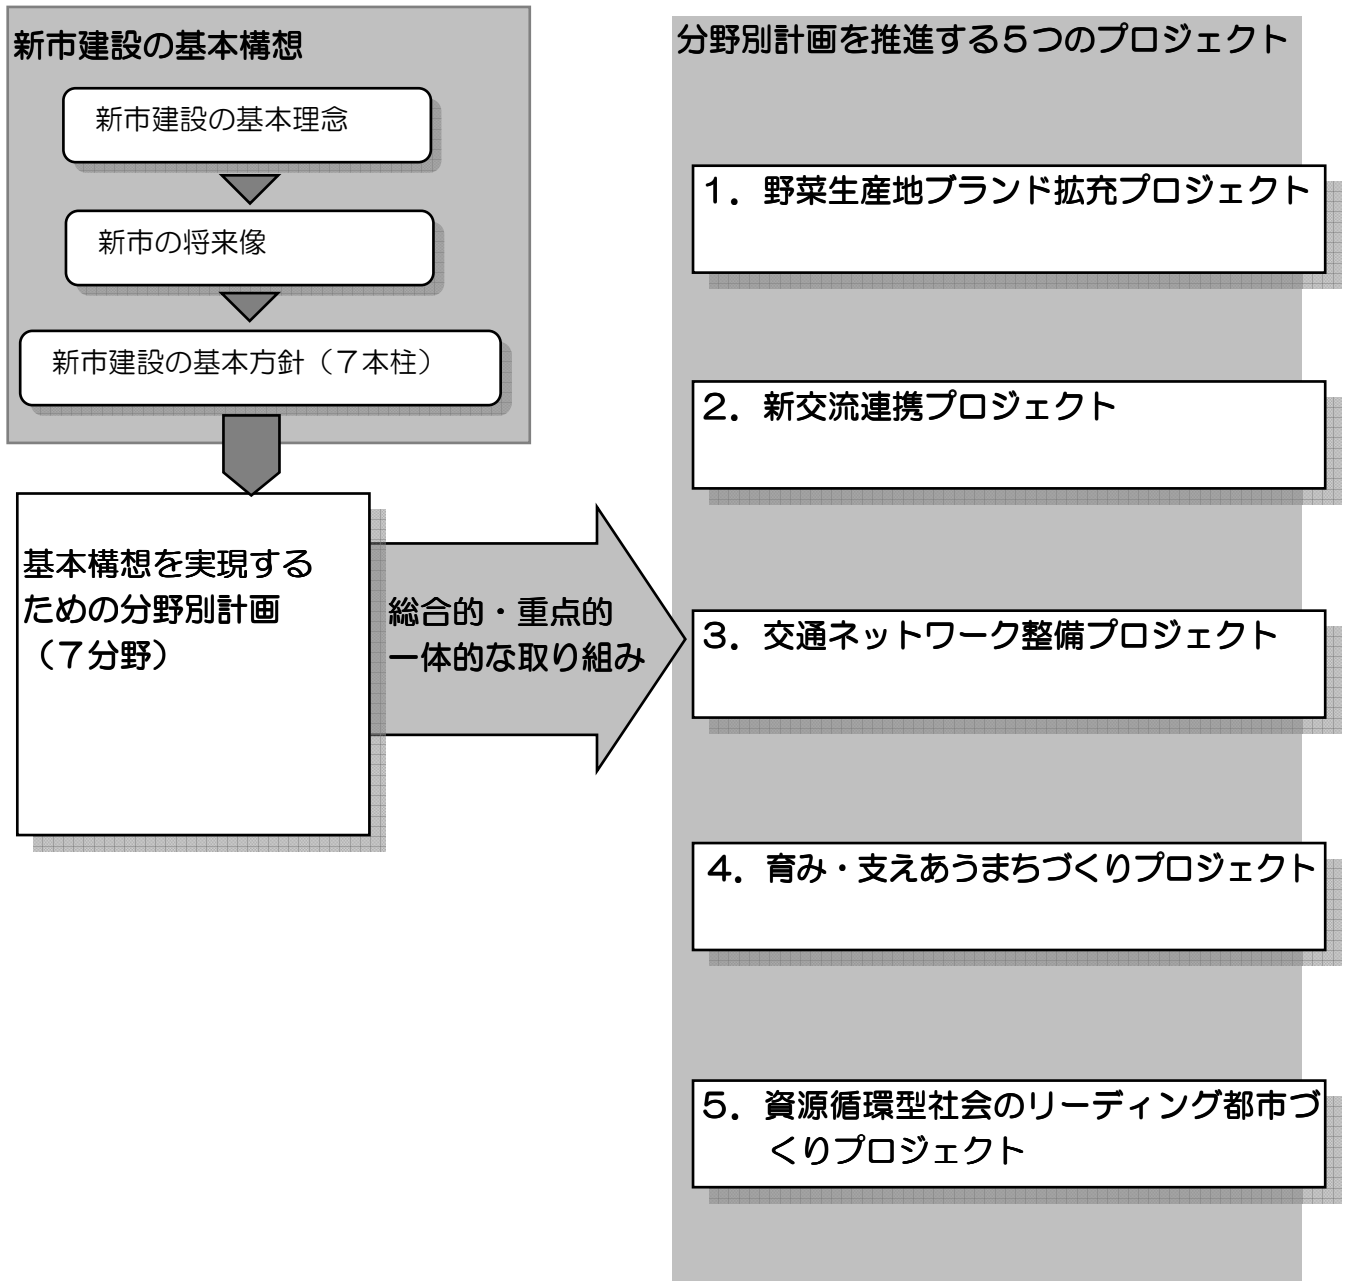 新市建設の基本構想
新市建設の基本理念
新市の将来像
新市建設の基本方針（７本柱）
基本構想を実現する
ための分野別計画
（７分野）
総合的・重点的
一体的な取り組み
分野別計画を推進する５つのプロジェクト
１．野菜生産地ブランド拡充プロジェクト
２．新交流連携プロジェクト
３．交通ネットワーク整備プロジェクト
４．育み・支えあうまちづくりプロジェクト
５．資源循環型社会のリーディング都市づ
くりプロジェクト